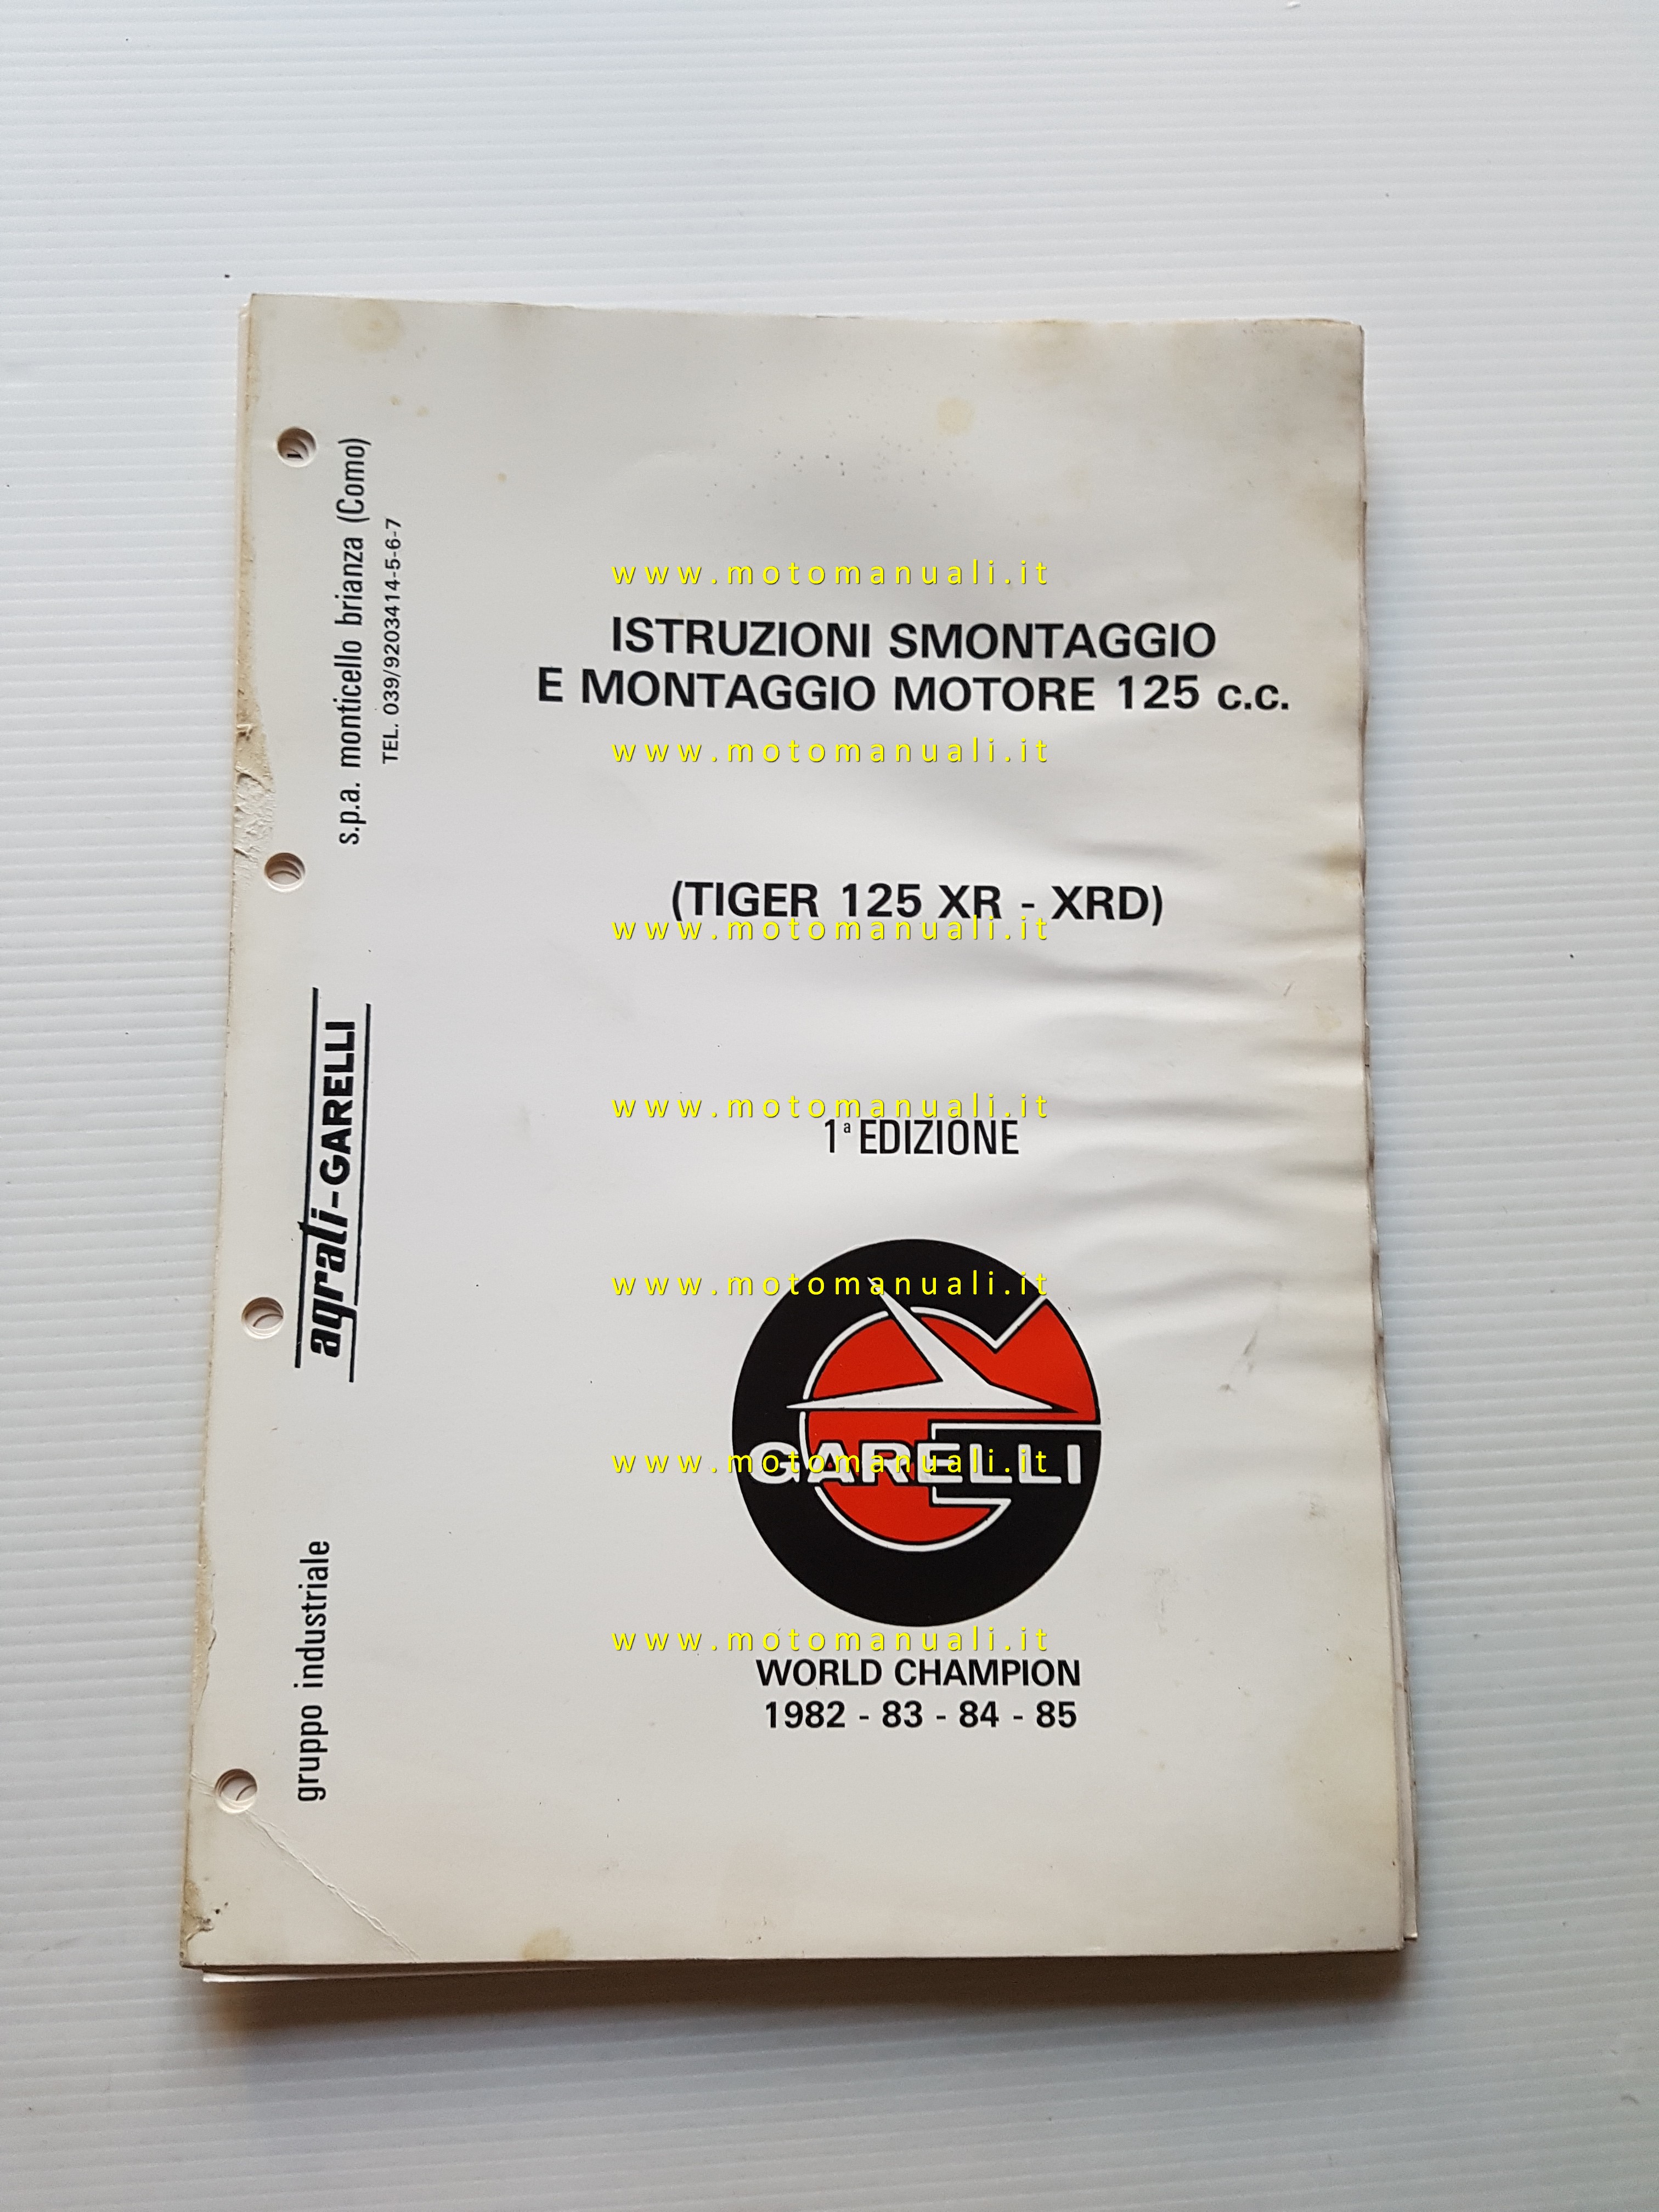 www.motomanuali.it
ISTRUZIONI SMONTAGGIO
E MONTAGGIO MOTORE 125 c.c.
www.motomanuali.it
(TIGER 125 XR - XRD)
www.motomanuali.it
www.motomanuali.it
1ª EDIZIONE
www.motomanuali.it
GARELLI
www.motomanuali.it
www.motomanuali.it
WORLD CHAMPION
1982 - 83 - 84 - 85
gruppo industriale
agrati-GARELLI
s.p.a. monticello brianza (Como)
TEL. 039/9203414-5-6-7